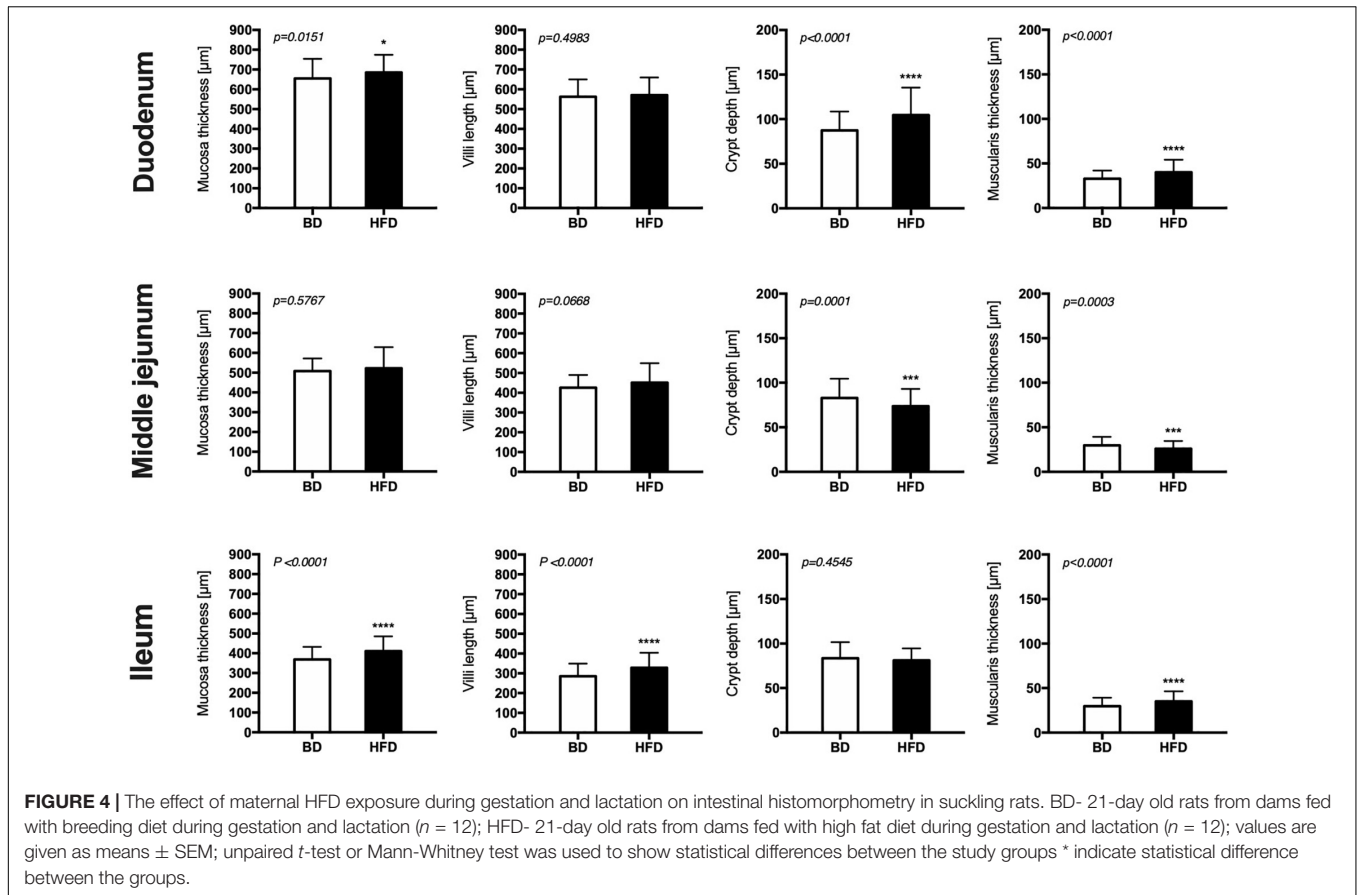 Duodenum
p=0.0151
*
Mucosa thickness [µm]
900
800
700
600
500
400
300
200
100
0
BD HFD
p=0.4983
Villi length [µm]
900
800
700
600
500
400
300
200
100
0
BD HFD
p<0.0001
****
Crypt depth [µm]
200
150
100
50
0
BD HFD
p<0.0001
****
Muscularis thickness [µm]
200
150
100
50
0
BD HFD
Middle jejunum
p=0.5767
Mucosa thickness [µm]
900
800
700
600
500
400
300
200
100
0
BD HFD
p=0.0668
Villi length [µm]
900
800
700
600
500
400
300
200
100
0
BD HFD
p=0.0001
***
Crypt depth [µm]
200
150
100
50
0
BD HFD
p=0.0003
***
Muscularis thickness [µm]
200
150
100
50
0
BD HFD
Ileum
P <0.0001
****
Mucosa thickness [µm]
900
800
700
600
500
400
300
200
100
0
BD HFD
P <0.0001
****
Villi length [µm]
900
800
700
600
500
400
300
200
100
0
BD HFD
p=0.4545
Crypt depth [µm]
200
150
100
50
0
BD HFD
p<0.0001
****
Muscularis thickness [µm]
200
150
100
50
0
BD HFD
FIGURE 4 | The effect of maternal HFD exposure during gestation and lactation on intestinal histomorphometry in suckling rats. BD- 21-day old rats from dams fed
with breeding diet during gestation and lactation (n = 12); HFD- 21-day old rats from dams fed with high fat diet during gestation and lactation (n = 12); values are
given as means ± SEM; unpaired t-test or Mann-Whitney test was used to show statistical differences between the study groups * indicate statistical difference
between the groups.